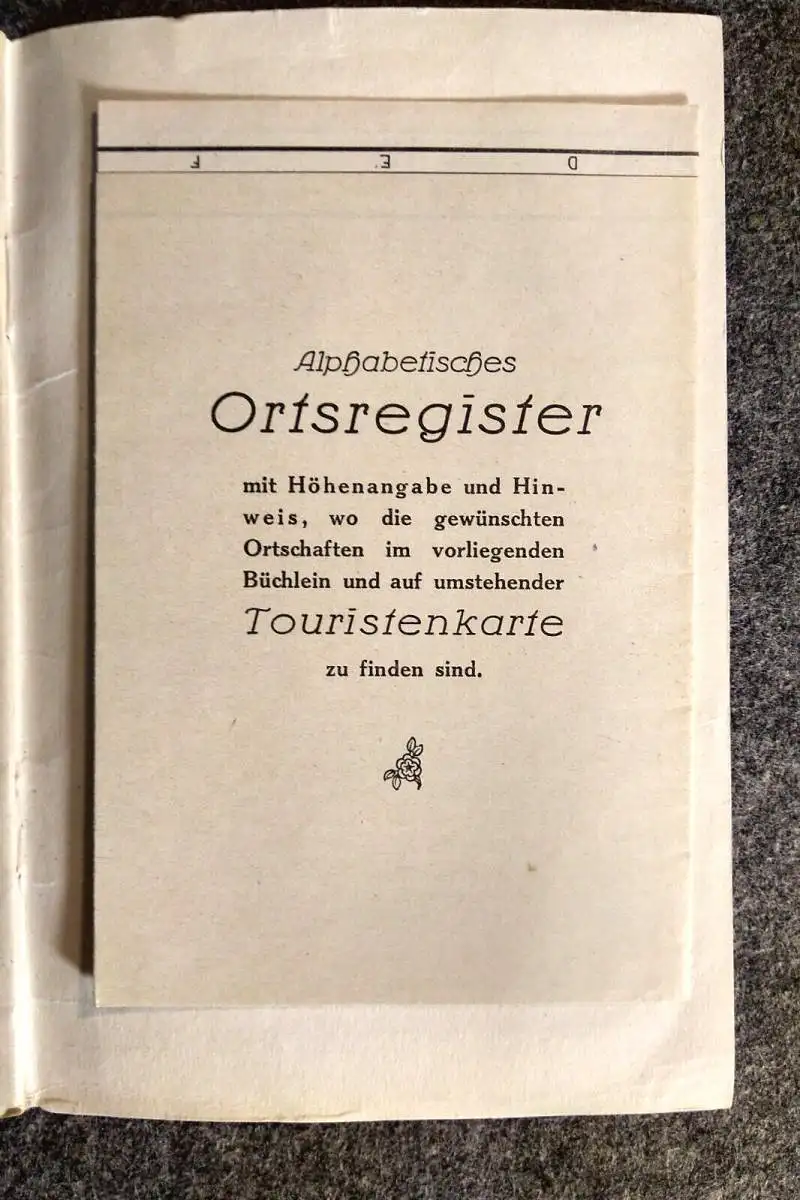 F E D
Alphabetisches
Ortsregister
mit Höhenangabe und Hin-
weis, wo die gewünschten
Ortschaften im vorliegenden
Büchlein und auf umstehender
Touristenkarte
zu finden sind.